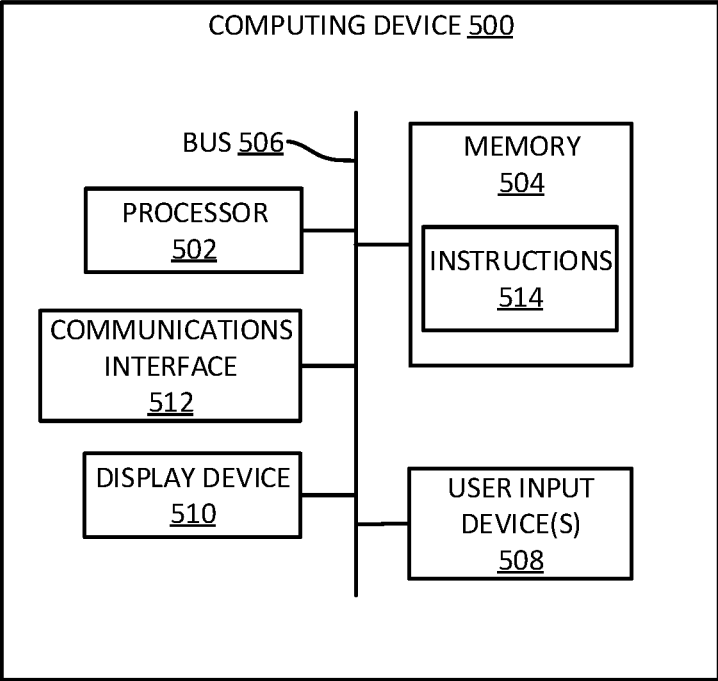 COMPUTING DEVICE 500
BUS 506
MEMORY
504
PROCESSOR
502
INSTRUCTIONS
514
COMMUNICATIONS
INTERFACE
512
DISPLAY DEVICE
510
USER INPUT
DEVICE(S)
508